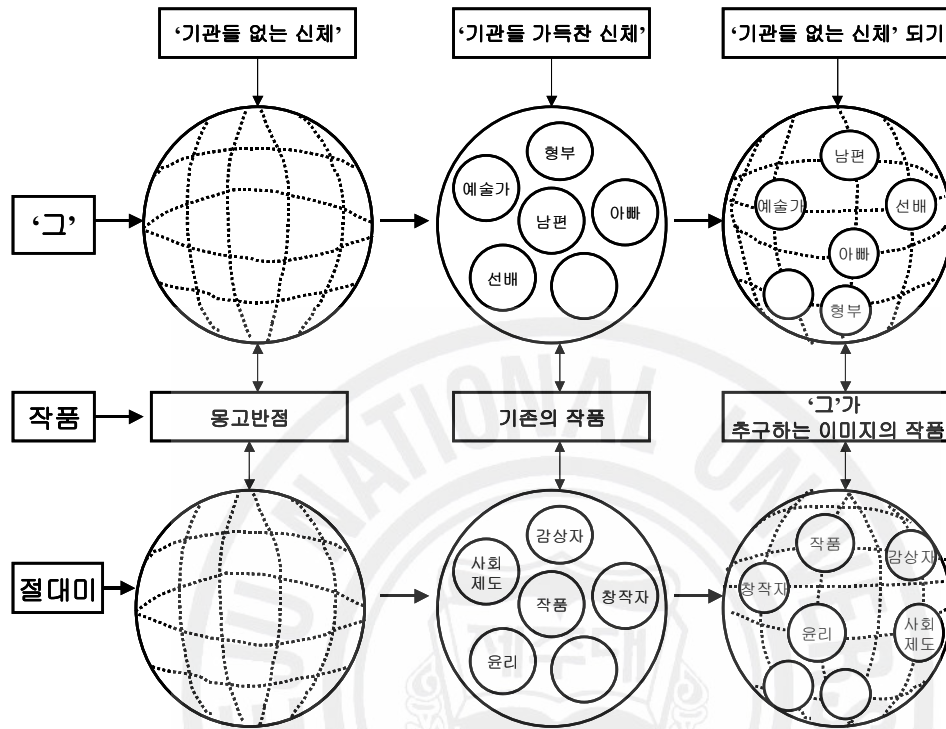 ‘기관들 없는 신체’
‘기관들 가득찬 신체’
‘기관들 없는 신체’ 되기
‘그’
형부
예술가
남편
아빠
선배
남편
예술가
선배
아빠
형부
작품
몽고반점
기존의 작품
‘그’가
추구하는 이미지의 작품
절대미
감상자
사회
제도
작품
창작자
윤리
작품
감상자
창작자
윤리
사회
제도